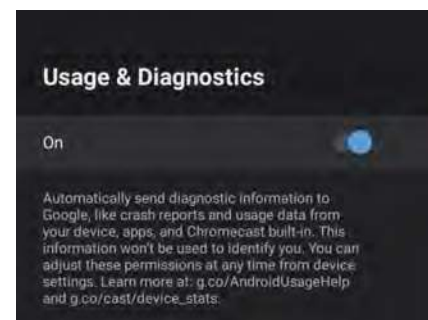 Usage & Diagnostics
On
Automatically send diagnostic information to
Google, like crash reports and usage data from
your device, apps, and Chromecast built-in. This
information won't be used to identify you. You can
adjust these permissions at any time from device
settings. Learn more at: g.co/AndroidUsageHelp
and g.co/cast/device_stats.